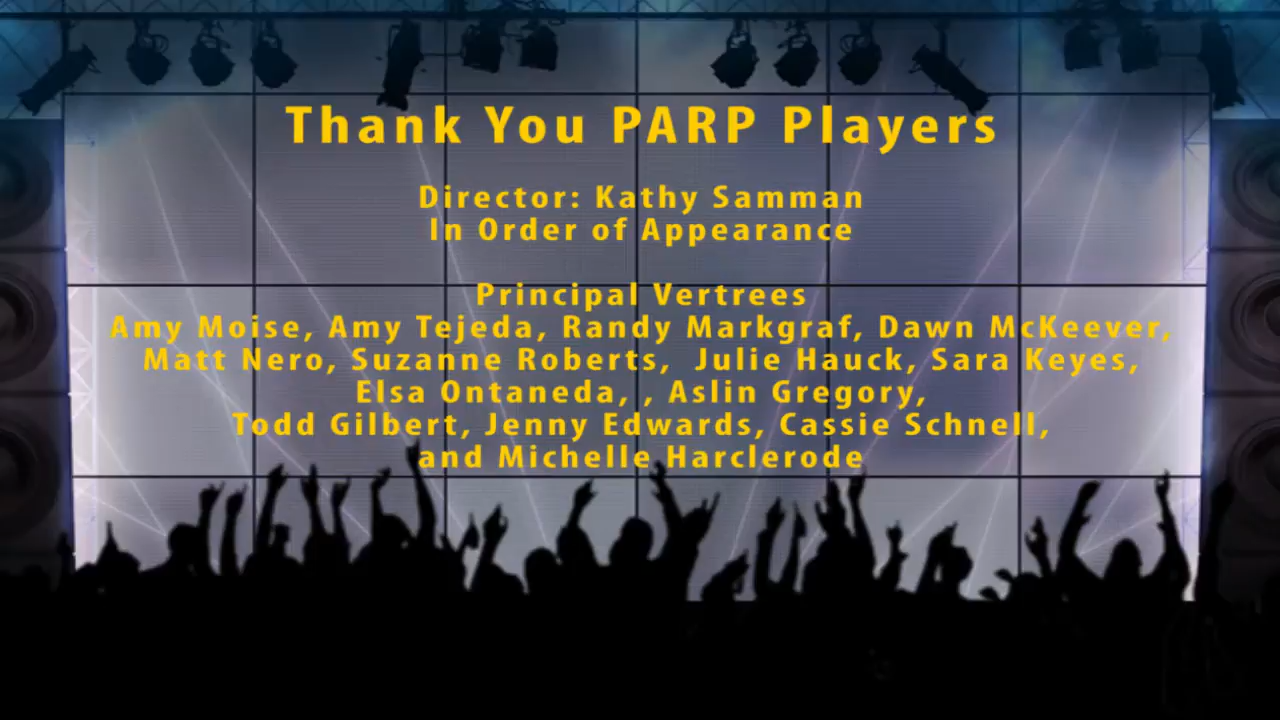 Thank You PARP Players
Director: Kathy Samman
In Order of Appearance
Principal Vertrees
Amy Moise, Amy Tejeda, Randy Markgraf, Dawn McKeever,
Matt Nero, Suzanne Roberts,  Julie Hauck, Sara Keyes,
Elsa Ontaneda, , Aslin Gregory,
Todd Gilbert, Jenny Edwards, Cassie Schnell,
and Michelle Harclerode